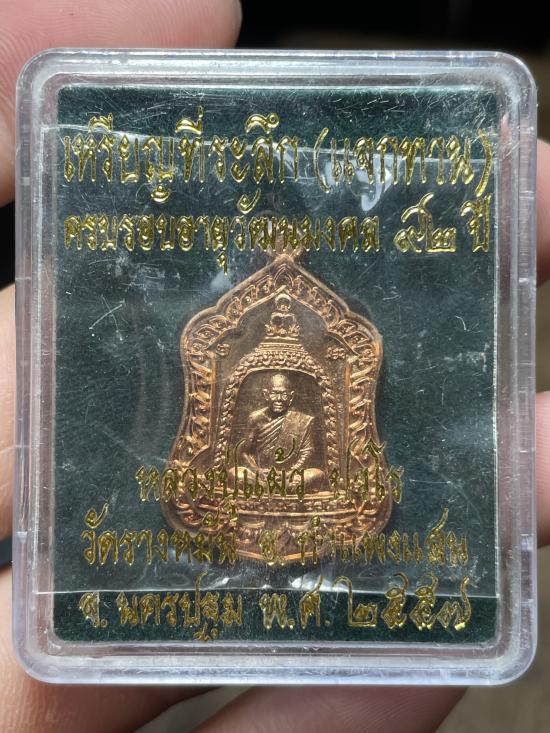 เหรียญที่ระลึก (แจกทาน)
ครบรอบอายุวัฒนมงคล ๙๒ ปี
หลวงปู่แผ้ว ปวโร
วัดรางหมัน อ.กำแพงแสน
จ.นครปฐม พ.ศ. ๒๕๕๗